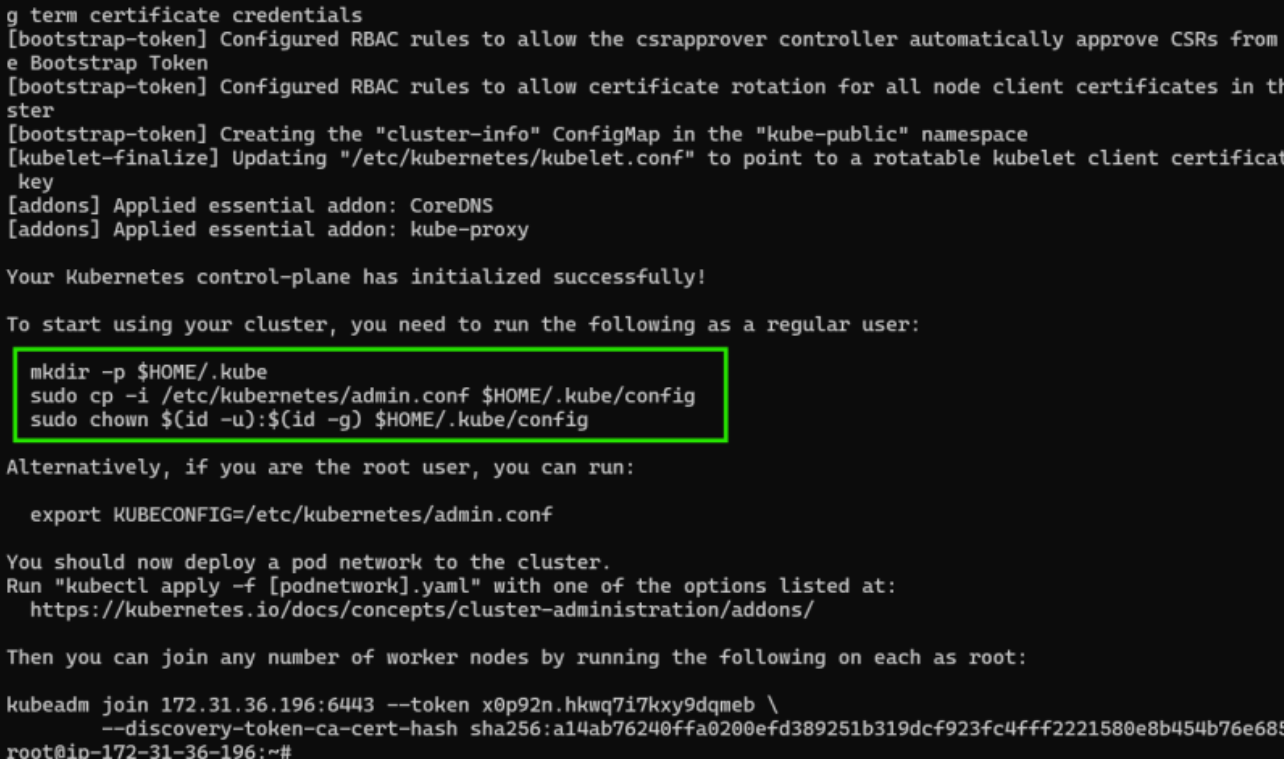 g term certificate credentials
[bootstrap-token] Configured RBAC rules to allow the csrapprover controller automatically approve CSRs from
e Bootstrap Token
[bootstrap-token] Configured RBAC rules to allow certificate rotation for all node client certificates in th
ster
[bootstrap-token] Creating the "cluster-info" ConfigMap in the "kube-public" namespace
[kubelet-finalize] Updating "/etc/kubernetes/kubelet.conf" to point to a rotatable kubelet client certificat
key
[addons] Applied essential addon: CoreDNS
[addons] Applied essential addon: kube-proxy
Your Kubernetes control-plane has initialized successfully!
To start using your cluster, you need to run the following as a regular user:
mkdir -p $HOME/.kube
sudo cp -i /etc/kubernetes/admin.conf $HOME/.kube/config
sudo chown $(id -u):$(id -g) $HOME/.kube/config
Alternatively, if you are the root user, you can run:
export KUBECONFIG=/etc/kubernetes/admin.conf
You should now deploy a pod network to the cluster.
Run "kubectl apply -f [podnetwork].yaml" with one of the options listed at:
https://kubernetes.io/docs/concepts/cluster-administration/addons/
Then you can join any number of worker nodes by running the following on each as root:
kubeadm join 172.31.36.196:6443 --token x0p92n.hkwq7i7kxy9dqmeb \
--discovery-token-ca-cert-hash sha256:a14ab76240ffa0200efd389251b319dcf923fc4fff2221580e8b454b76e685
root@ip-172-31-36-196:~#